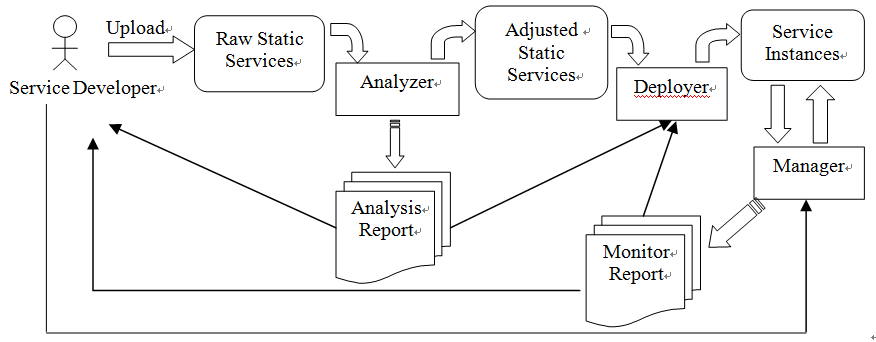 Upload
Service Developer
Raw Static
Services
Analyzer
Adjusted
Static
Services
Deployer
Service
Instances
Manager
Analysis
Report
Monitor
Report